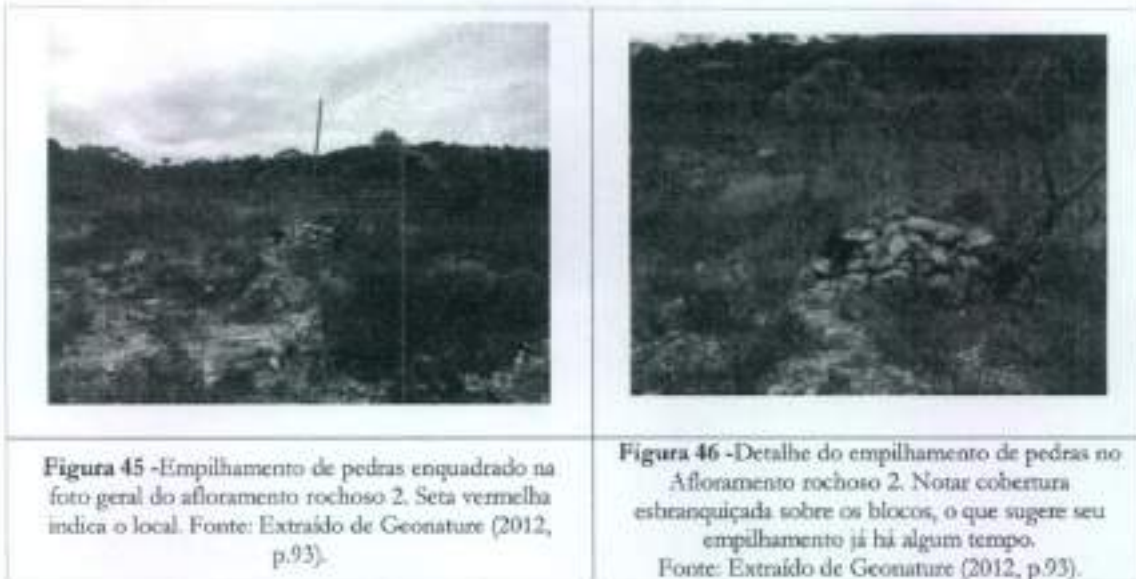 Figura 45 -Empilhamento de pedras enquadrado na
foto geral do afloramento rochoso 2. Seta vermelha
indica o local. Fonte: Extraído de Geonature (2012,
p.93).
Figura 46 -Detalhe do empilhamento de pedras no
Afloramento rochoso 2. Notar cobertura
esbranquiçada sobre os blocos, o que sugere seu
empilhamento já há algum tempo.
Fonte: Extraído de Geonature (2012, p.93).